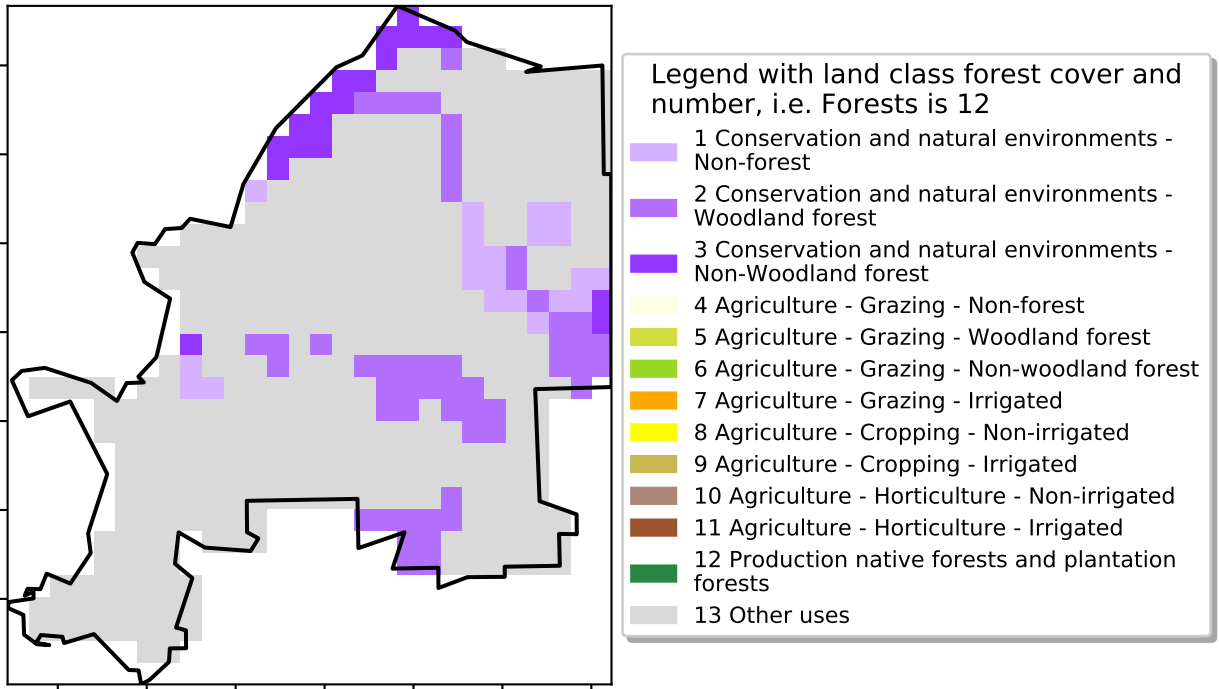 Legend with land class forest cover and
number, i.e. Forests is 12
1 Conservation and natural environments -
Non-forest
2 Conservation and natural environments -
Woodland forest
3 Conservation and natural environments -
Non-Woodland forest
4 Agriculture - Grazing - Non-forest
5 Agriculture - Grazing - Woodland forest
6 Agriculture - Grazing - Non-woodland forest
7 Agriculture - Grazing - Irrigated
8 Agriculture - Cropping - Non-irrigated
9 Agriculture - Cropping - Irrigated
10 Agriculture - Horticulture - Non-irrigated
11 Agriculture - Horticulture - Irrigated
12 Production native forests and plantation
forests
13 Other uses